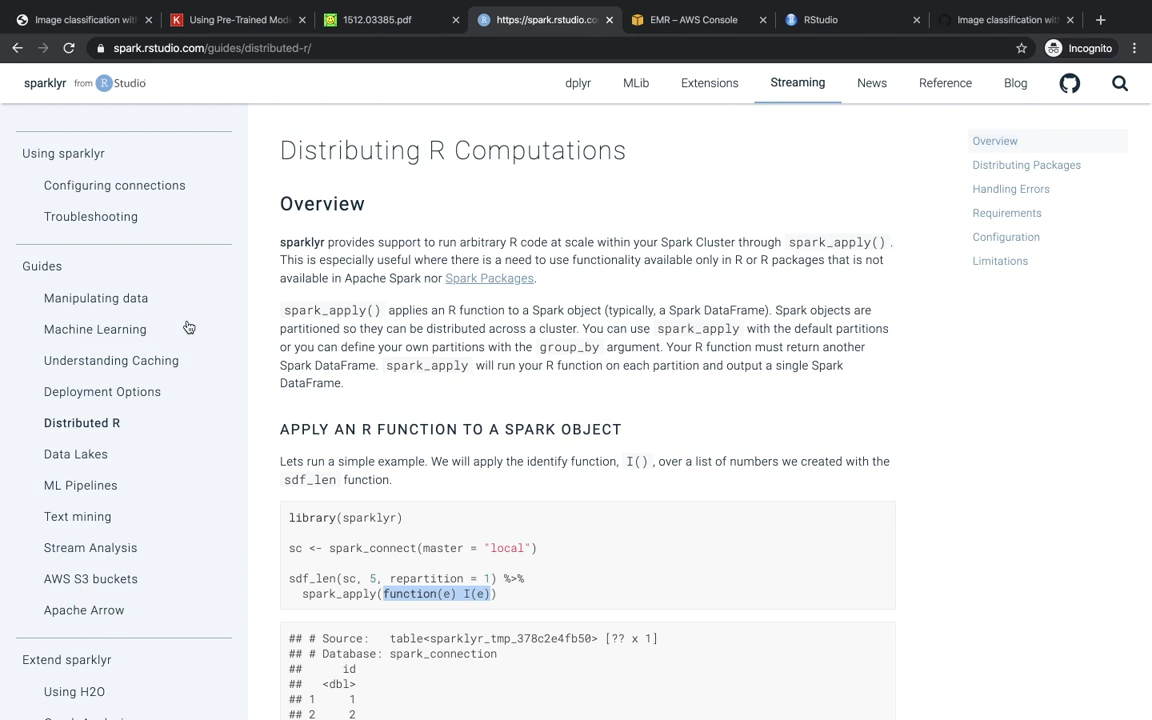 Image classification wit
Using Pre-Trained Mod
1512.03385.pdf
https://spark.rstudio.co
EMR – AWS Console
RStudio
Image classification wit
spark.rstudio.com/guides/distributed-r/
Incognito
sparklyr from R Studio
dplyr
MLib
Extensions
Streaming
News
Reference
Blog
Using sparklyr
Configuring connections
Troubleshooting
Guides
Manipulating data
Machine Learning
Understanding Caching
Deployment Options
Distributed R
Data Lakes
ML Pipelines
Text mining
Stream Analysis
AWS S3 buckets
Apache Arrow
Extend sparklyr
Using H2O
Distributing R Computations
Overview
sparklyr provides support to run arbitrary R code at scale within your Spark Cluster through spark_apply() .
This is especially useful where there is a need to use functionality available only in R or R packages that is not
available in Apache Spark nor Spark Packages.
spark_apply() applies an R function to a Spark object (typically, a Spark DataFrame). Spark objects are
partitioned so they can be distributed across a cluster. You can use spark_apply with the default partitions
or you can define your own partitions with the group_by argument. Your R function must return another
Spark DataFrame. spark_apply will run your R function on each partition and output a single Spark
DataFrame.
APPLY AN R FUNCTION TO A SPARK OBJECT
Lets run a simple example. We will apply the identify function, I() , over a list of numbers we created with the
sdf_len function.
library(sparklyr)
sc <- spark_connect(master = "local")
sdf_len(sc, 5, repartition = 1) %>%
spark_apply(function(e) I(e))
## # Source: table<sparklyr_tmp_378c2e4fb50> [?? x 1]
## # Database: spark_connection
## id
## <dbl>
## 1 1
## 2 2
Overview
Distributing Packages
Handling Errors
Requirements
Configuration
Limitations